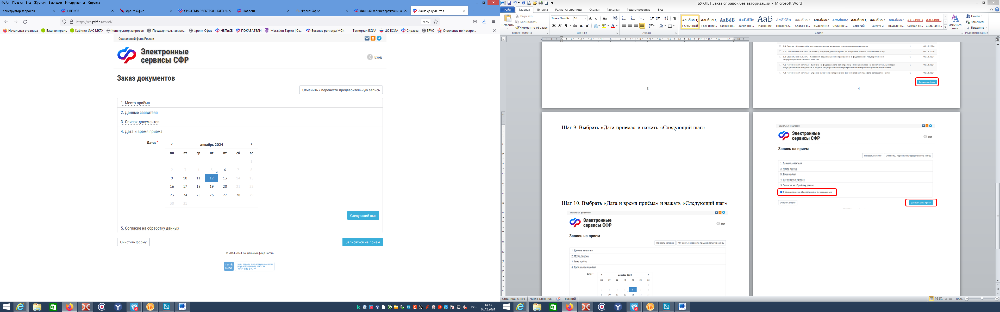 Файл Правка Вид Журнал Закладки Инструменты Справка
Конструктор запросов
НВПиСВ
Фронт-Офис
СИСТЕМА ЭЛЕКТРОННОГО Д
Новости
Фронт-Офис
Личный кабинет гражданина
Заказ документов
https://es.pfrf.ru/znpd/
90%
Начальная страница
Ваш контроль
Кабинет ИАС МКГУ
Конструктор запросов
Предварительная зап...
Фронт-Офис
НВПиСВ
ПОКАЗАТЕЛИ
МегаФон Таргет | Се...
Ведение регистра МСК
Техпортал ЕСИА
ЦО ЕСИА
Справка
SRVO
Отделение по Костро...
Социальный фонд России
Электронные
сервисы СФР
Вход
Заказ документов
Отменить / перенести предварительную запись
1. Место приёма
2. Данные заявителя
3. Список документов
4. Дата и время приёма
Дата: *
декабрь 2024
пн вт ср чт пт сб вс
1
2 3 4 5 6 7 8
9 10 11 12 13 14 15
16 17 18 19 20 21 22
23 24 25 26 27 28 29
30 31
Следующий шаг
5. Согласие на обработку данных
Очистить форму
Записаться на приём
© 2014-2024 Социальный фонд России
ЕСИА
Один пароль для доступа ко всем
государственным услугам
ПОЛУЧИТЬ В СФР
РУС
14:53
05.12.2024
БУКЛЕТ Заказ справок без авторизации - Microsoft Word
Файл Главная Вставка Разметка страницы Ссылки Рассылки Рецензирование Вид
Вставить
Вырезать
Копировать
Формат по образцу
Буфер обмена
Times New Rc
16
Шрифт
Абзац
АаБбВвГг,
¶ Обычный
АаБбВвГг,
¶ Без инте...
АаБбВ
Заголово...
АаБбВв
Заголово...
АаБ
Название
АаБбВв.
Подзагол...
АаБбВвГг
Слабое в...
АаБбВвГг
Выделение
АаБбВвГг
Сильное ...
АаБбВвГг
Строгий
АаБбВвГг
Цитата 2
АаБбВвГг
Выделенн...
АаБбВвГг
Слабая сс...
АаБбВвГг
Сильная с...
Изменить
стили
Стили
Найти
Заменить
Выделить
Редактирование
2.4 Пенсии - Справка об отнесении граждан к категории предпенсионного возраста 1 06.12.2024
3.1 Социальные выплаты - Справка, подтверждающая право на получение набора социальных услуг 1 06.12.2024
3.2 Социальные выплаты - Сведения, содержащиеся о гражданине в федеральной государственной
информационной системе "ЕГИССО" 1 06.12.2024
4.1 Материнский капитал - Выписка из федерального регистра лиц, имеющих право на дополнительные меры
государственной поддержки, о выдаче государственного сертификата на материнский (семейный) капитал 1 06.12.2024
4.2 Материнский капитал - Справка о размере материнского (семейного) капитала (его оставшейся части) 1 06.12.2024
Следующий шаг
3
4
Шаг 9. Выбрать «Дата приёма» и нажать «Следующий шаг»
Шаг 10. Выбрать «Дата и время приёма» и нажать «Следующий шаг»
Социальный фонд России
Электронные
сервисы СФР
Вход
Запись на прием
Показать историю
Отменить / перенести предварительную запись
1. Данные заявителя
2. Место приёма
3. Тема приёма
4. Дата и время приёма
Дата: *
декабрь 2024
пн вт ср чт пт сб вс
1
2 3 4 5 6 7 8
9 10 11 12 13 14 15
Социальный фонд России
Электронные
сервисы СФР
Вход
Запись на прием
Показать историю
Отменить / перенести предварительную запись
1. Данные заявителя
2. Место приёма
3. Тема приёма
4. Дата и время приёма
5. Согласие на обработку данных
Я даю согласие на обработку моих личных данных.
Очистить форму
Записаться на приём
Страница: 5 из 6
Число слов: 108
русский
100%